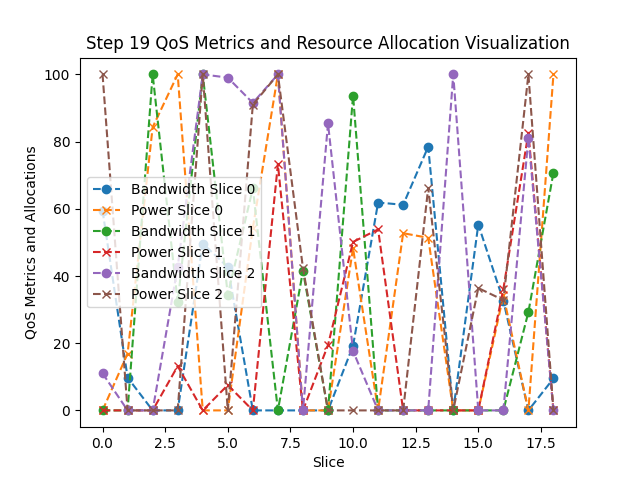 Step 19 QoS Metrics and Resource Allocation Visualization
QoS Metrics and Allocations
100
80
60
40
20
0
Bandwidth Slice 0
Power Slice 0
Bandwidth Slice 1
Power Slice 1
Bandwidth Slice 2
Power Slice 2
0.0 2.5 5.0 7.5 10.0 12.5 15.0 17.5
Slice